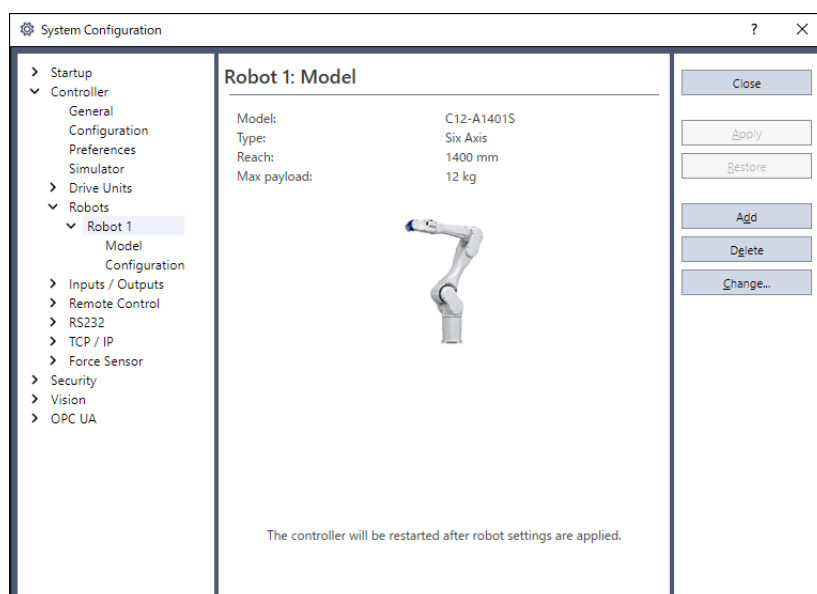 System Configuration
?
Startup
Controller
General
Configuration
Preferences
Simulator
Drive Units
Robots
Robot 1
Model
Configuration
Inputs / Outputs
Remote Control
RS232
TCP / IP
Force Sensor
Security
Vision
OPC UA
Robot 1: Model
Model: C12-A1401S
Type: Six Axis
Reach: 1400 mm
Max payload: 12 kg
The controller will be restarted after robot settings are applied.
Close
Apply
Restore
Add
Delete
Change...